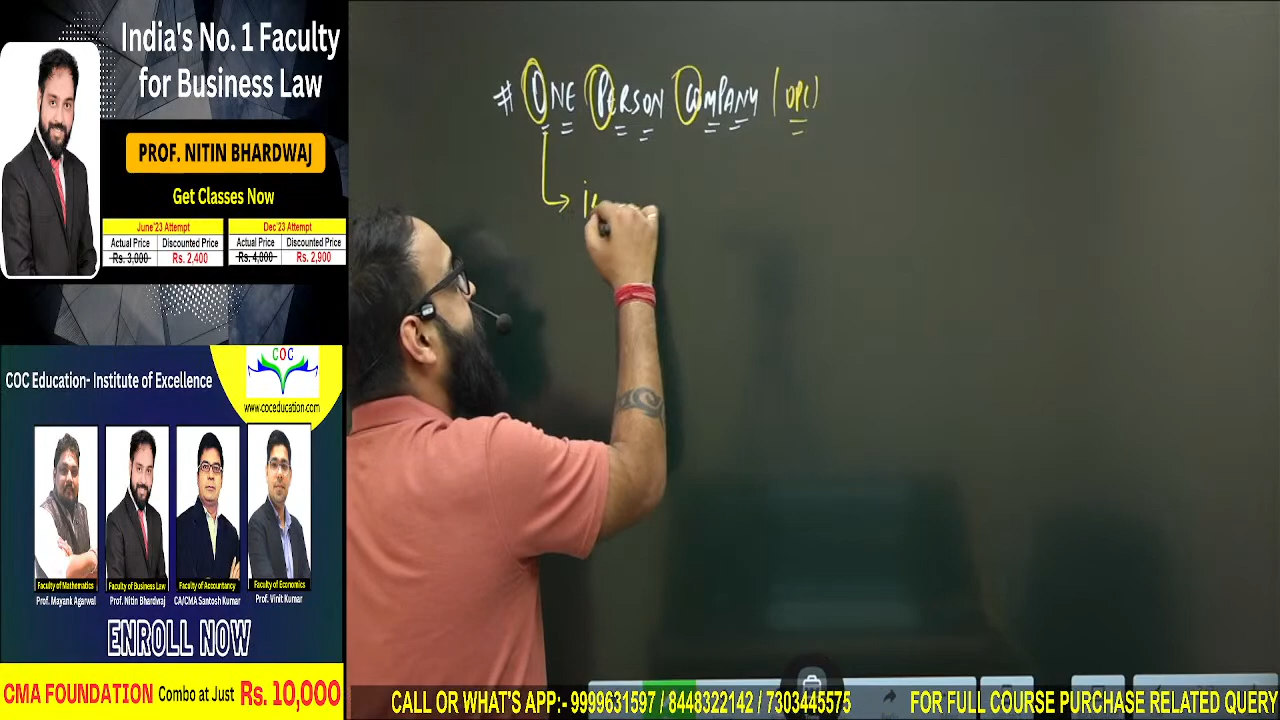 India's No. 1 Faculty
for Business Law
PROF. NITIN BHARDWAJ
Get Classes Now
June'23 Attempt
Actual Price Discounted Price
Rs. 3,000 Rs. 2,400
Dec'23 Attempt
Actual Price Discounted Price
Rs. 4,000 Rs. 2,900
COC Education- Institute of Excellence
COC
www.coceducation.com
Faculty of Mathematics
Prof. Mayank Agarwal
Faculty of Business Law
Prof. Nitin Bhardwaj
Faculty of Accountancy
CA/CMA Santosh Kumar
Faculty of Economics
Prof. Vinit Kumar
ENROLL NOW
CMA FOUNDATION Combo at Just Rs. 10,000
# ONE PERSON COMPANY (OPC)
CALL OR WHAT'S APP:- 9999631597 / 8448322142 / 7303445575 FOR FULL COURSE PURCHASE RELATED QUERY